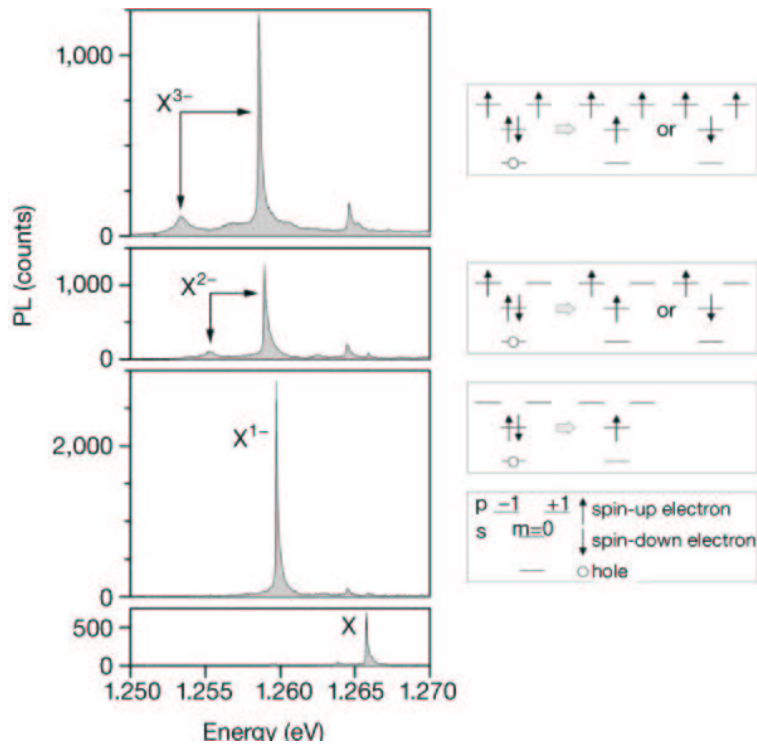 1,000
X3–
0
1,000
X2–
0
PL (counts)
2,000
X1–
0
500
X
0
1.250 1.255 1.260 1.265 1.270
Energy (eV)
or
or
p –1 +1 spin-up electron
s m=0
spin-down electron
hole